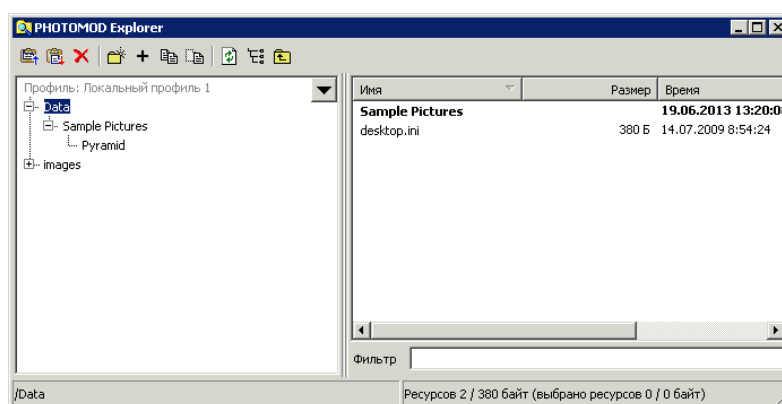 PHOTOMOD Explorer
Профиль: Локальный профиль 1
Data
Sample Pictures
Pyramid
images
Имя Размер Время
Sample Pictures 19.06.2013 13:20:0
desktop.ini 380 Б 14.07.2009 8:54:24
Фильтр
/Data Ресурсов 2 / 380 байт (выбрано ресурсов 0 / 0 байт)